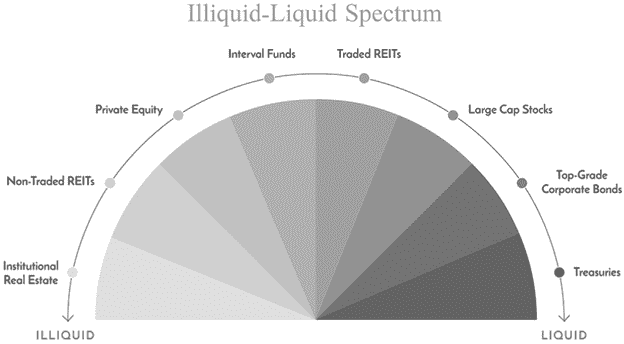 Illiquid-Liquid Spectrum
Interval Funds
Traded REITs
Private Equity
Large Cap Stocks
Non-Traded REITs
Top-Grade
Corporate Bonds
Institutional
Real Estate
Treasuries
ILLIQUID
LIQUID